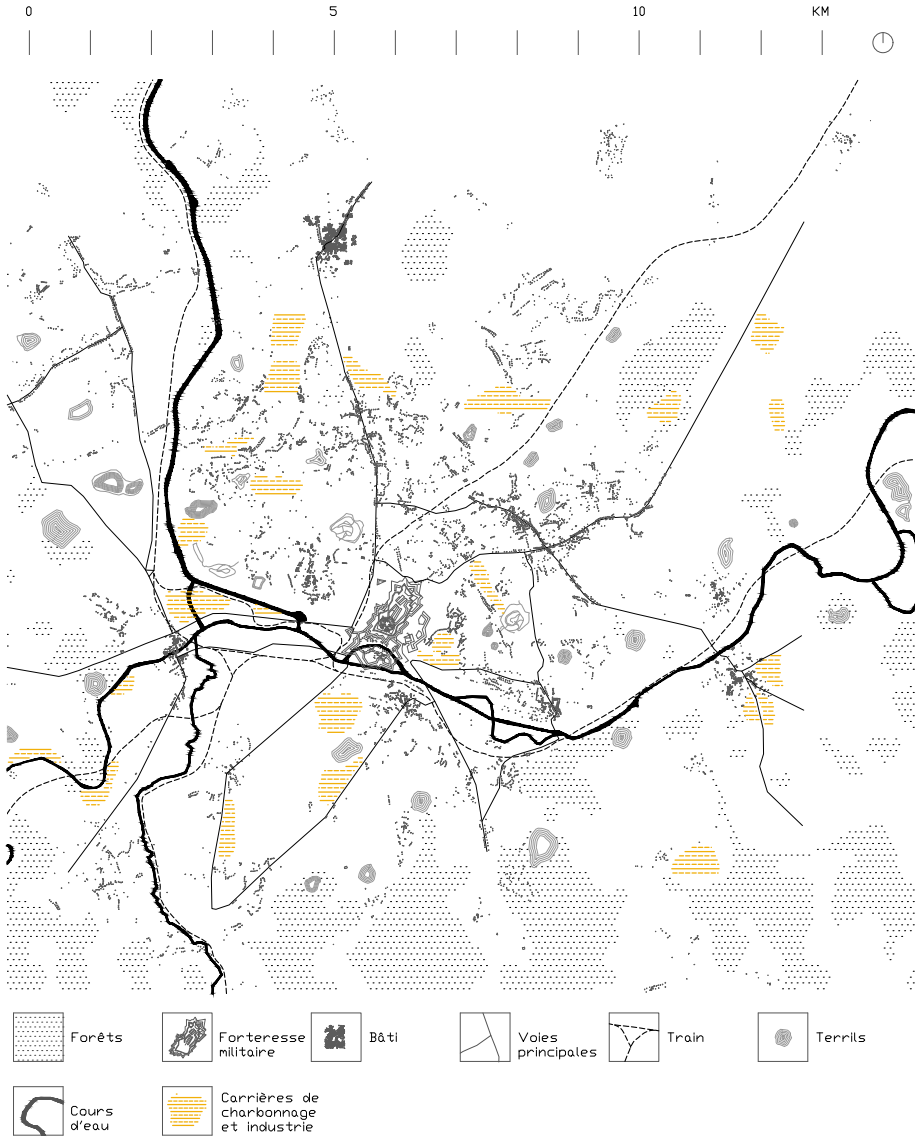 0 5 10 KM
Forêts
Forteresse
militaire
Bâti
Voies
principales
Train
Terrils
Cours
d'eau
Carrières de
charbonnage
et industrie